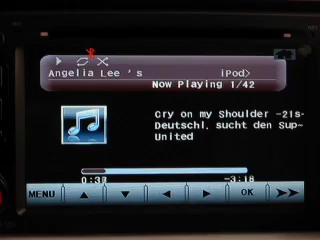 Angelia Lee 's iPod>
Now Playing 1/42
Cry on my Shoulder -21s-
Deutschl. sucht den Sup~
United
0:3 -3:18
MENU OK